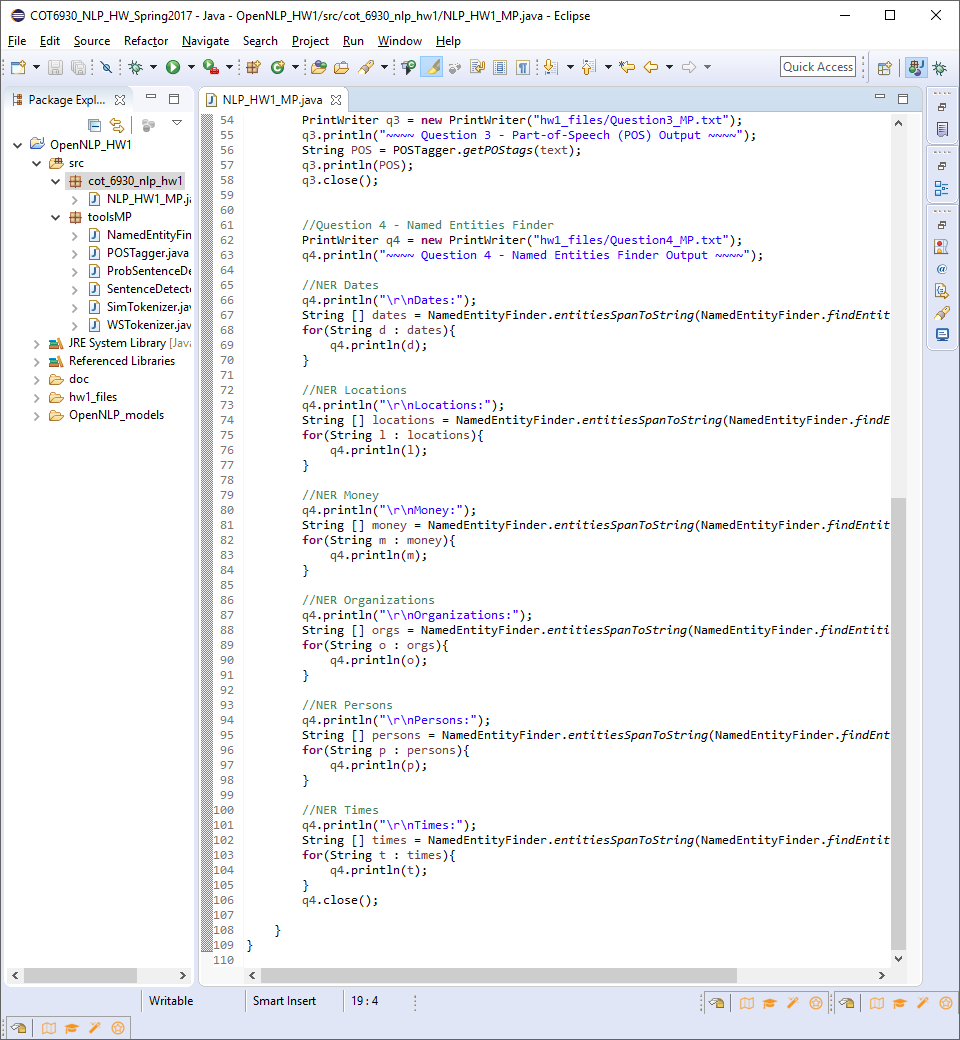 COT6930_NLP_HW_Spring2017 - Java - OpenNLP_HW1/src/cot_6930_nlp_hw1/NLP_HW1_MP.java - Eclipse
File Edit Source Refactor Navigate Search Project Run Window Help
Quick Access
Package Expl...
OpenNLP_HW1
src
cot_6930_nlp_hw1
NLP_HW1_MP.ja
toolsMP
NamedEntityFin
POSTagger.java
ProbSentenceDe
SentenceDetecto
SimTokenizer.jav
WSTokenizer.jav
JRE System Library [Java
Referenced Libraries
doc
hw1_files
OpenNLP_models
NLP_HW1_MP.java
54 PrintWriter q3 = new PrintWriter("hw1_files/Question3_MP.txt");
55 q3.println("~~~~ Question 3 - Part-of-Speech (POS) Output ~~~~");
56 String POS = POSTagger.getPOStags(text);
57 q3.println(POS);
58 q3.close();
59
60
61 //Question 4 - Named Entities Finder
62 PrintWriter q4 = new PrintWriter("hw1_files/Question4_MP.txt");
63 q4.println("~~~~ Question 4 - Named Entities Finder Output ~~~~");
64
65 //NER Dates
66 q4.println("\r\nDates:");
67 String [] dates = NamedEntityFinder.entitiesSpanToString(NamedEntityFinder.findEntit
68 for(String d : dates){
69 q4.println(d);
70 }
71
72 //NER Locations
73 q4.println("\r\nLocations:");
74 String [] locations = NamedEntityFinder.entitiesSpanToString(NamedEntityFinder.findE
75 for(String l : locations){
76 q4.println(l);
77 }
78
79 //NER Money
80 q4.println("\r\nMoney:");
81 String [] money = NamedEntityFinder.entitiesSpanToString(NamedEntityFinder.findEntit
82 for(String m : money){
83 q4.println(m);
84 }
85
86 //NER Organizations
87 q4.println("\r\nOrganizations:");
88 String [] orgs = NamedEntityFinder.entitiesSpanToString(NamedEntityFinder.findEntiti
89 for(String o : orgs){
90 q4.println(o);
91 }
92
93 //NER Persons
94 q4.println("\r\nPersons:");
95 String [] persons = NamedEntityFinder.entitiesSpanToString(NamedEntityFinder.findEnt
96 for(String p : persons){
97 q4.println(p);
98 }
99
100 //NER Times
101 q4.println("\r\nTimes:");
102 String [] times = NamedEntityFinder.entitiesSpanToString(NamedEntityFinder.findEntit
103 for(String t : times){
104 q4.println(t);
105 }
106 q4.close();
107
108 }
109 }
110
Writable Smart Insert 19 : 4